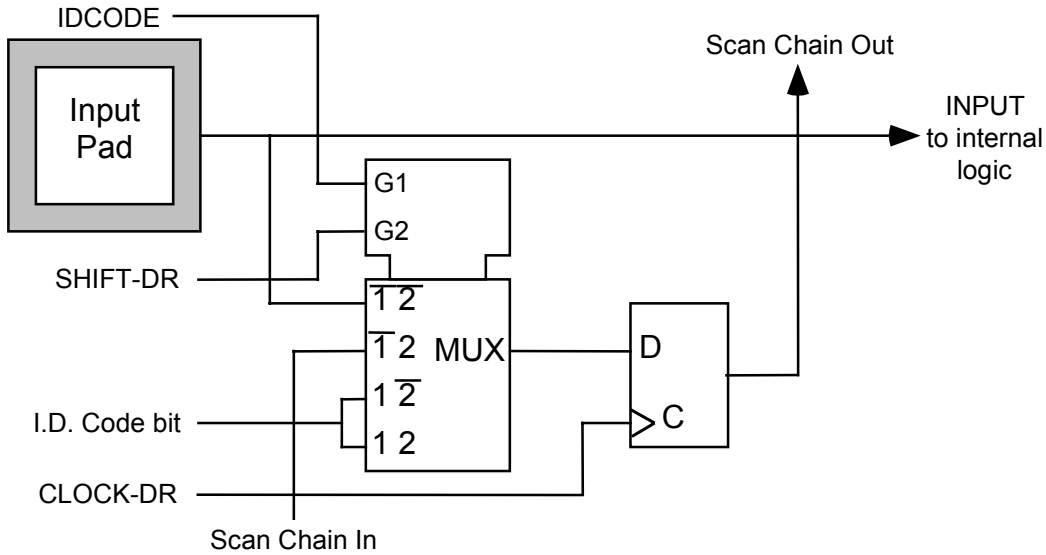 IDCODE
Scan Chain Out
Input
Pad
INPUT
to internal
logic
G1
G2
SHIFT-DR
1̅ 2̅
1̅ 2
MUX
D
1 2̅
I.D. Code bit
1 2
C
CLOCK-DR
Scan Chain In